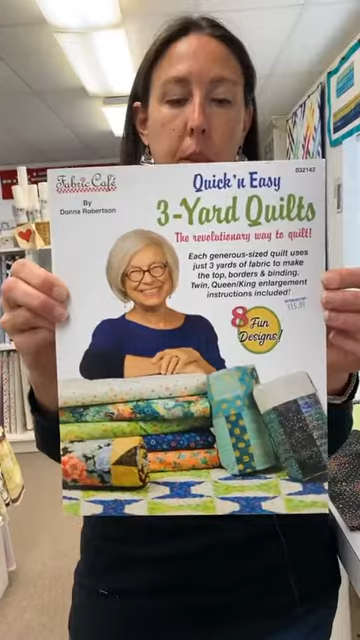 Fabric Café
By
Donna Robertson
Quick'n Easy
032142
3-Yard Quilts
The revolutionary way to quilt!
Each generous-sized quilt uses
just 3 yards of fabric to make
the top, borders & binding.
Twin, Queen/King enlargement
instructions included!
8 Fun
Designs!